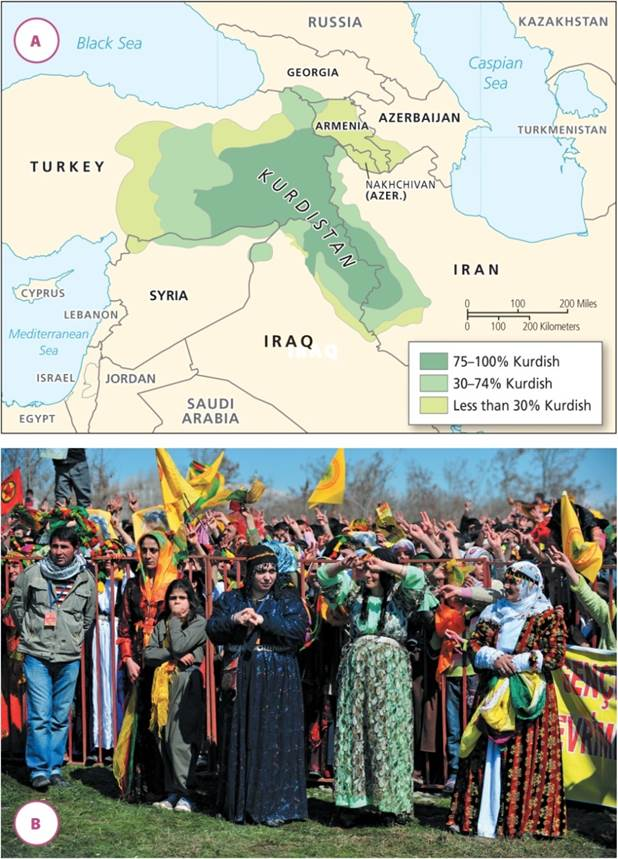 A
RUSSIA
KAZAKHSTAN
Black Sea
Caspian
Sea
GEORGIA
ARMENIA
AZERBAIJAN
TURKMENISTAN
TURKEY
NAKHCHIVAN
(AZER.)
KURDISTAN
IRAN
CYPRUS
SYRIA
LEBANON
Mediterranean
Sea
IRAQ
IRAQ
ISRAEL
JORDAN
SAUDI
ARABIA
EGYPT
0 100 200 Miles
0 100 200 Kilometers
75–100% Kurdish
30–74% Kurdish
Less than 30% Kurdish
B